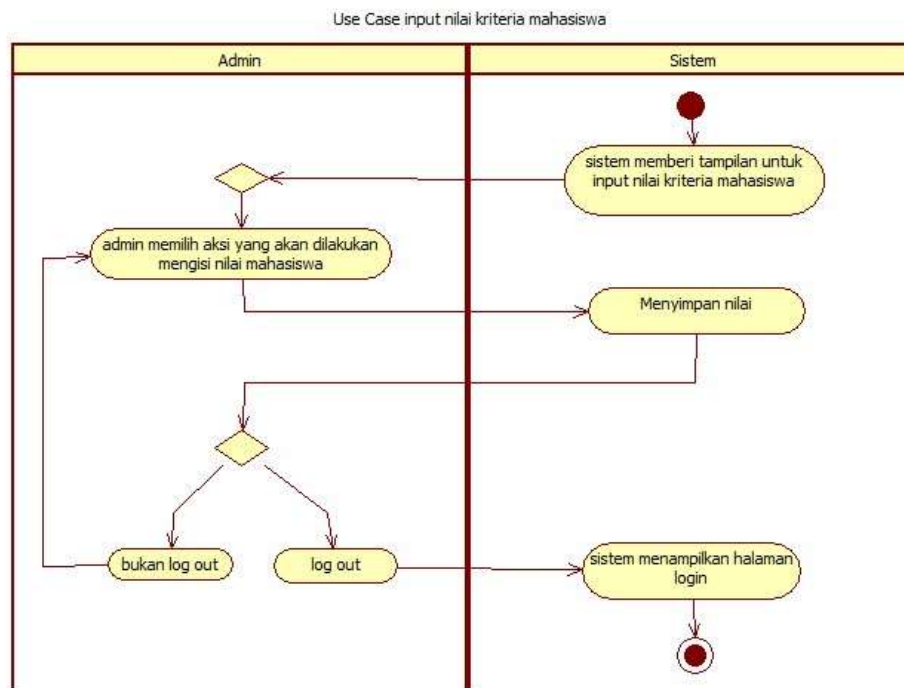 Use Case input nilai kriteria mahasiswa
Admin
Sistem
sistem memberi tampilan untuk
input nilai kriteria mahasiswa
admin memilih aksi yang akan dilakukan
mengisi nilai mahasiswa
Menyimpan nilai
bukan log out
log out
sistem menampilkan halaman
login